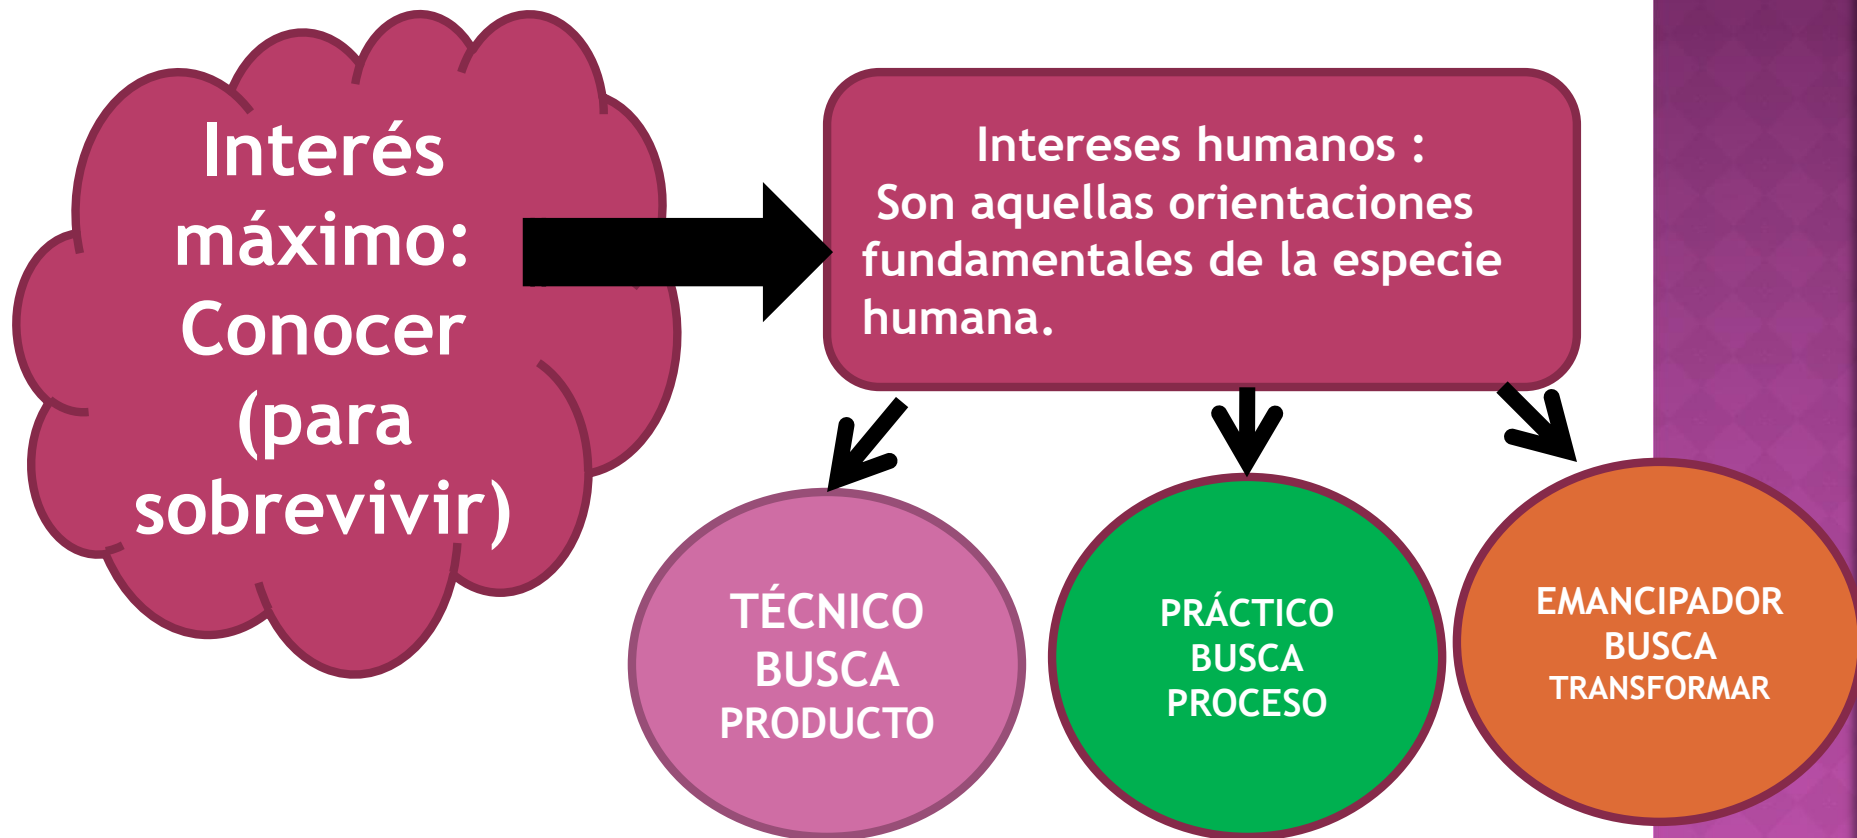 Interés
máximo:
Conocer
(para
sobrevivir)
Intereses humanos :
Son aquellas orientaciones
fundamentales de la especie
humana.
TÉCNICO
BUSCA
PRODUCTO
PRÁCTICO
BUSCA
PROCESO
EMANCIPADOR
BUSCA
TRANSFORMAR